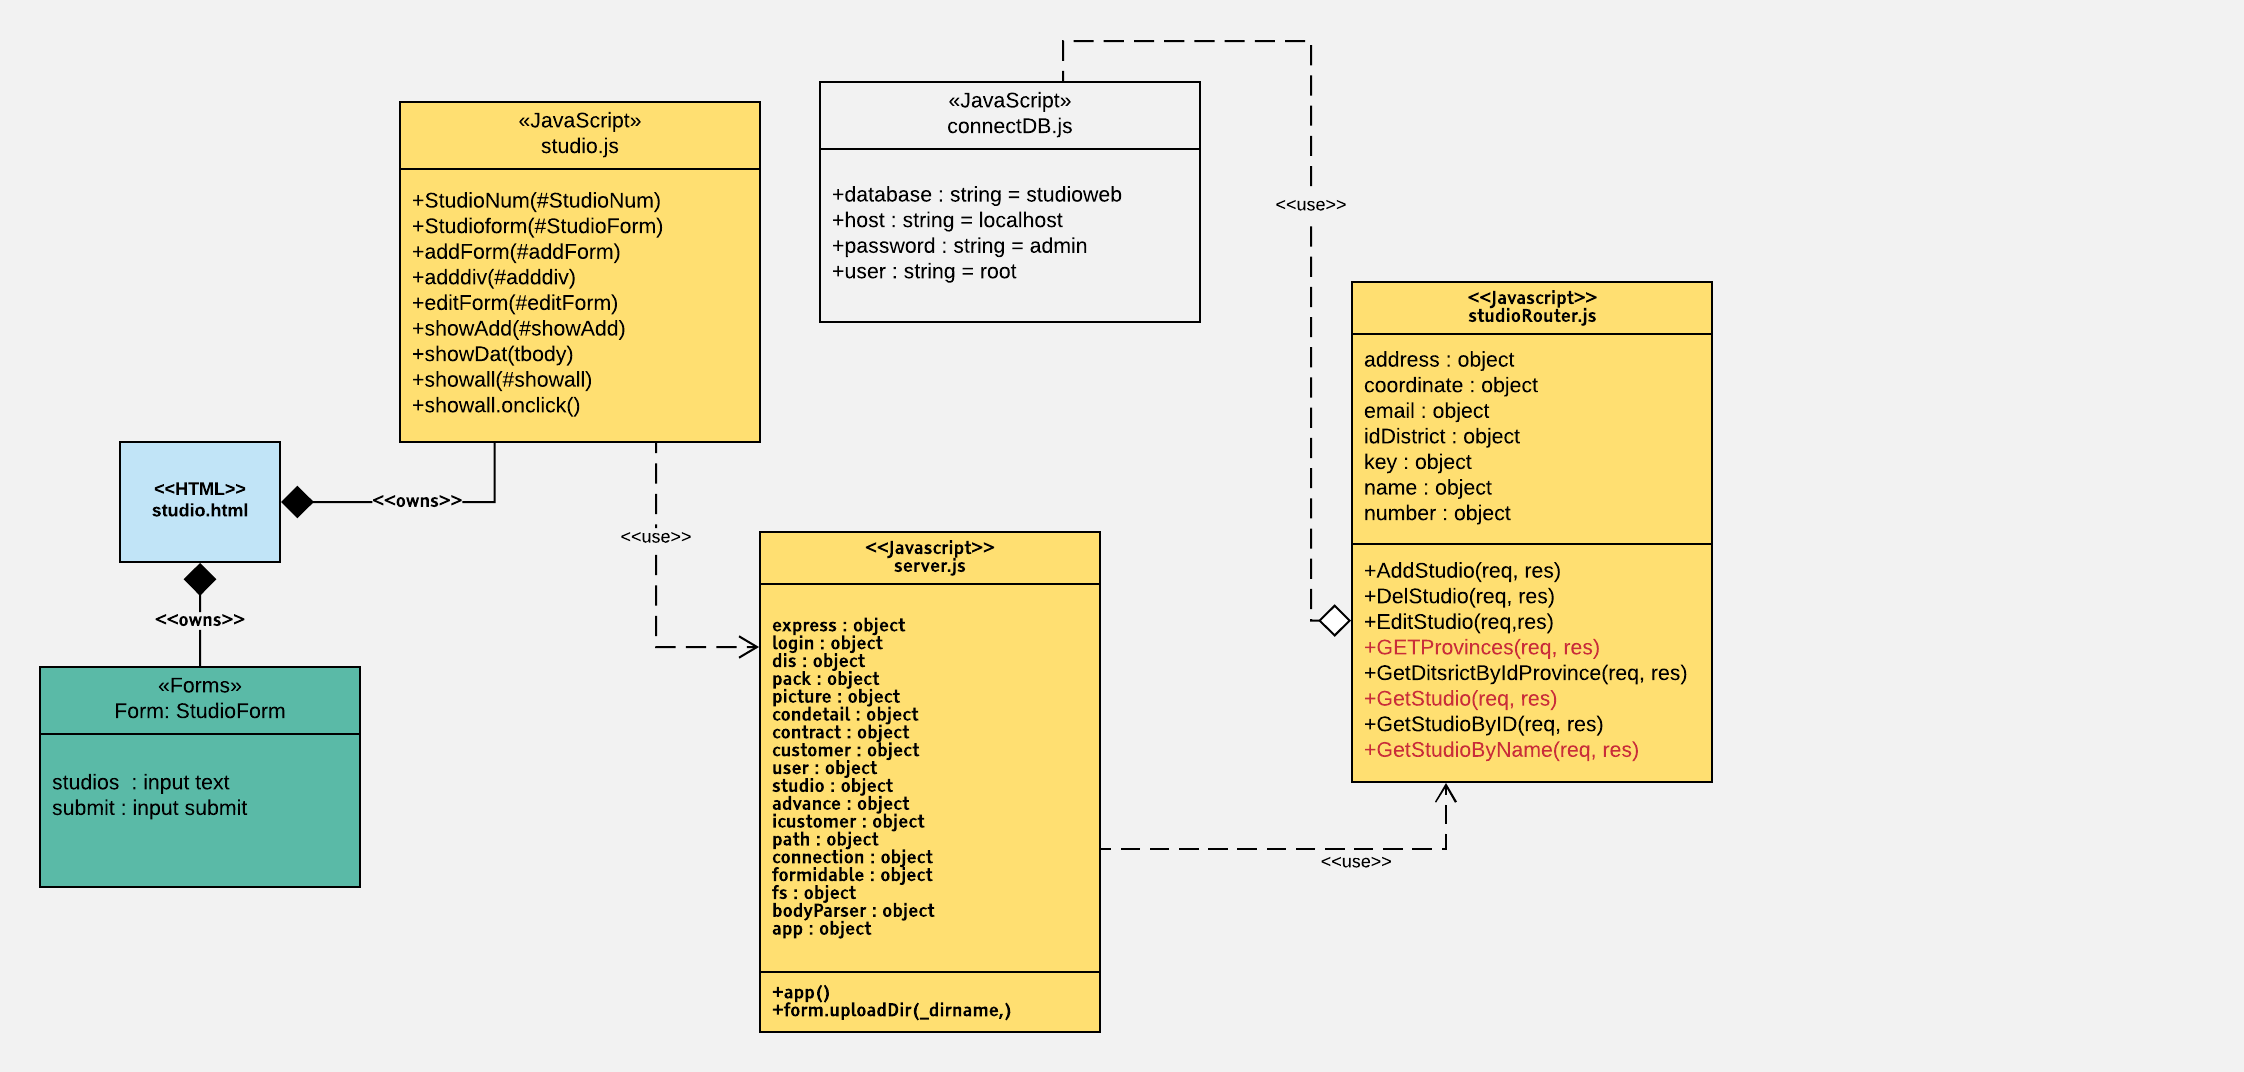 «JavaScript»
studio.js
+StudioNum(#StudioNum)
+Studioform(#StudioForm)
+addForm(#addForm)
+adddiv(#adddiv)
+editForm(#editForm)
+showAdd(#showAdd)
+showDat(tbody)
+showall(#showall)
+showall.onclick()
«JavaScript»
connectDB.js
+database : string = studioweb
+host : string = localhost
+password : string = admin
+user : string = root
<<use>>
<<Javascript>>
studioRouter.js
address : object
coordinate : object
email : object
idDistrict : object
key : object
name : object
number : object
+AddStudio(req, res)
+DelStudio(req, res)
+EditStudio(req,res)
+GETProvinces(req, res)
+GetDitsrictByIdProvince(req, res)
+GetStudio(req, res)
+GetStudioByID(req, res)
+GetStudioByName(req, res)
<<HTML>>
studio.html
<<owns>>
<<use>>
<<owns>>
«Forms»
Form: StudioForm
studios  : input text
submit : input submit
<<Javascript>>
server.js
express : object
login : object
dis : object
pack : object
picture : object
condetail : object
contract : object
customer : object
user : object
studio : object
advance : object
icustomer : object
path : object
connection : object
formidable : object
fs : object
bodyParser : object
app : object
+app()
+form.uploadDir(_dirname,)
<<use>>